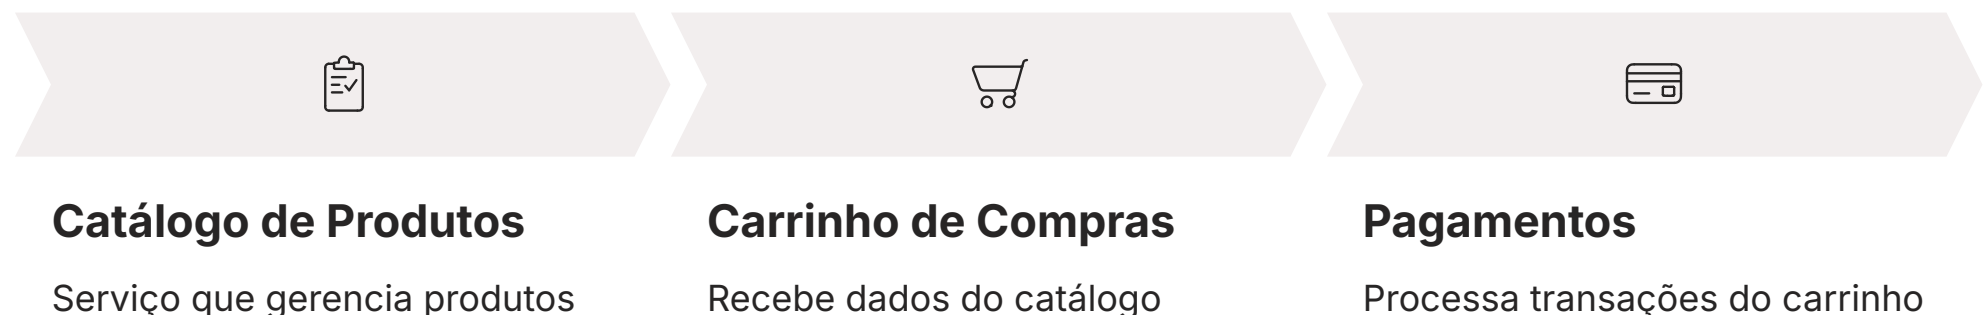 Catálogo de Produtos
Serviço que gerencia produtos
Carrinho de Compras
Recebe dados do catálogo
Pagamentos
Processa transações do carrinho